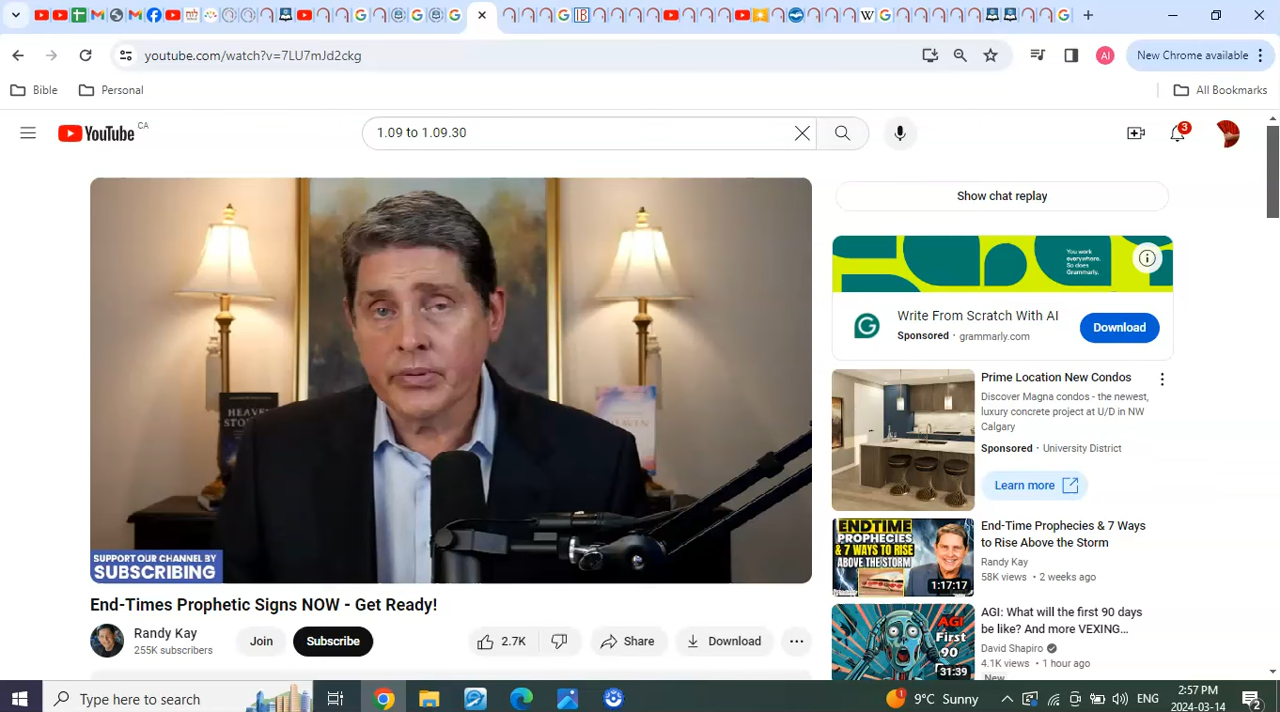 youtube.com/watch?v=7LU7mJd2ckg
AI
New Chrome available
Bible
Personal
All Bookmarks
YouTube CA
1.09 to 1.09.30
3
Show chat replay
You work everywhere. So does Grammarly.
Write From Scratch With AI
Sponsored · grammarly.com
Download
Prime Location New Condos
Discover Magna condos - the newest,
luxury concrete project at U/D in NW
Calgary
Sponsored · University District
Learn more
HEAVEN
STO
SUPPORT OUR CHANNEL BY
SUBSCRIBING
ENDTIME
PROPHECIES
& 7 WAYS TO RISE
ABOVE THE STORM
1:17:17
End-Time Prophecies & 7 Ways
to Rise Above the Storm
Randy Kay
58K views · 2 weeks ago
End-Times Prophetic Signs NOW - Get Ready!
Randy Kay
255K subscribers
Join
Subscribe
2.7K
Share
Download
AGI
First
90
31:39
AGI: What will the first 90 days
be like? And more VEXING…
David Shapiro
4.1K views · 1 hour ago
New
Type here to search
1
9°C Sunny
ENG
2:57 PM
2024-03-14
2